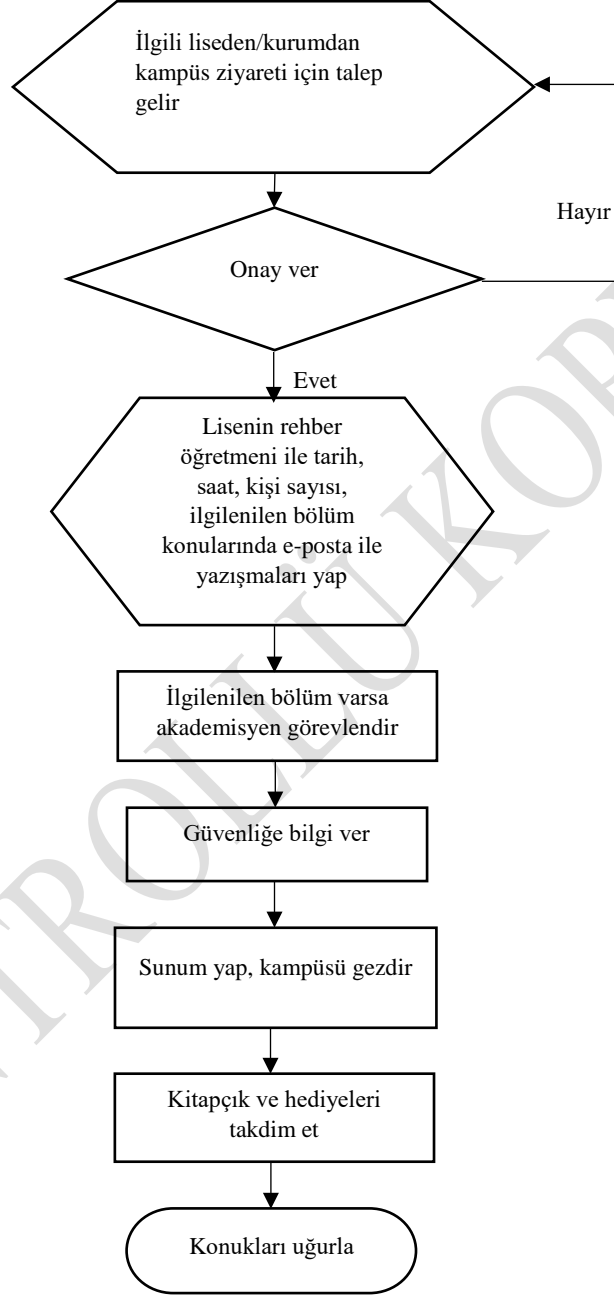 İlgili liseden/kurumdan
kampüs ziyareti için talep
gelir
Hayır
Onay ver
Evet
Lisenin rehber
öğretmeni ile tarih,
saat, kişi sayısı,
ilgilenilen bölüm
konularında e-posta ile
yazışmaları yap
İlgilenilen bölüm varsa
akademisyen görevlendir
Güvenliğe bilgi ver
Sunum yap, kampüsü gezdir
Kitapçık ve hediyeleri
takdim et
Konukları uğurla